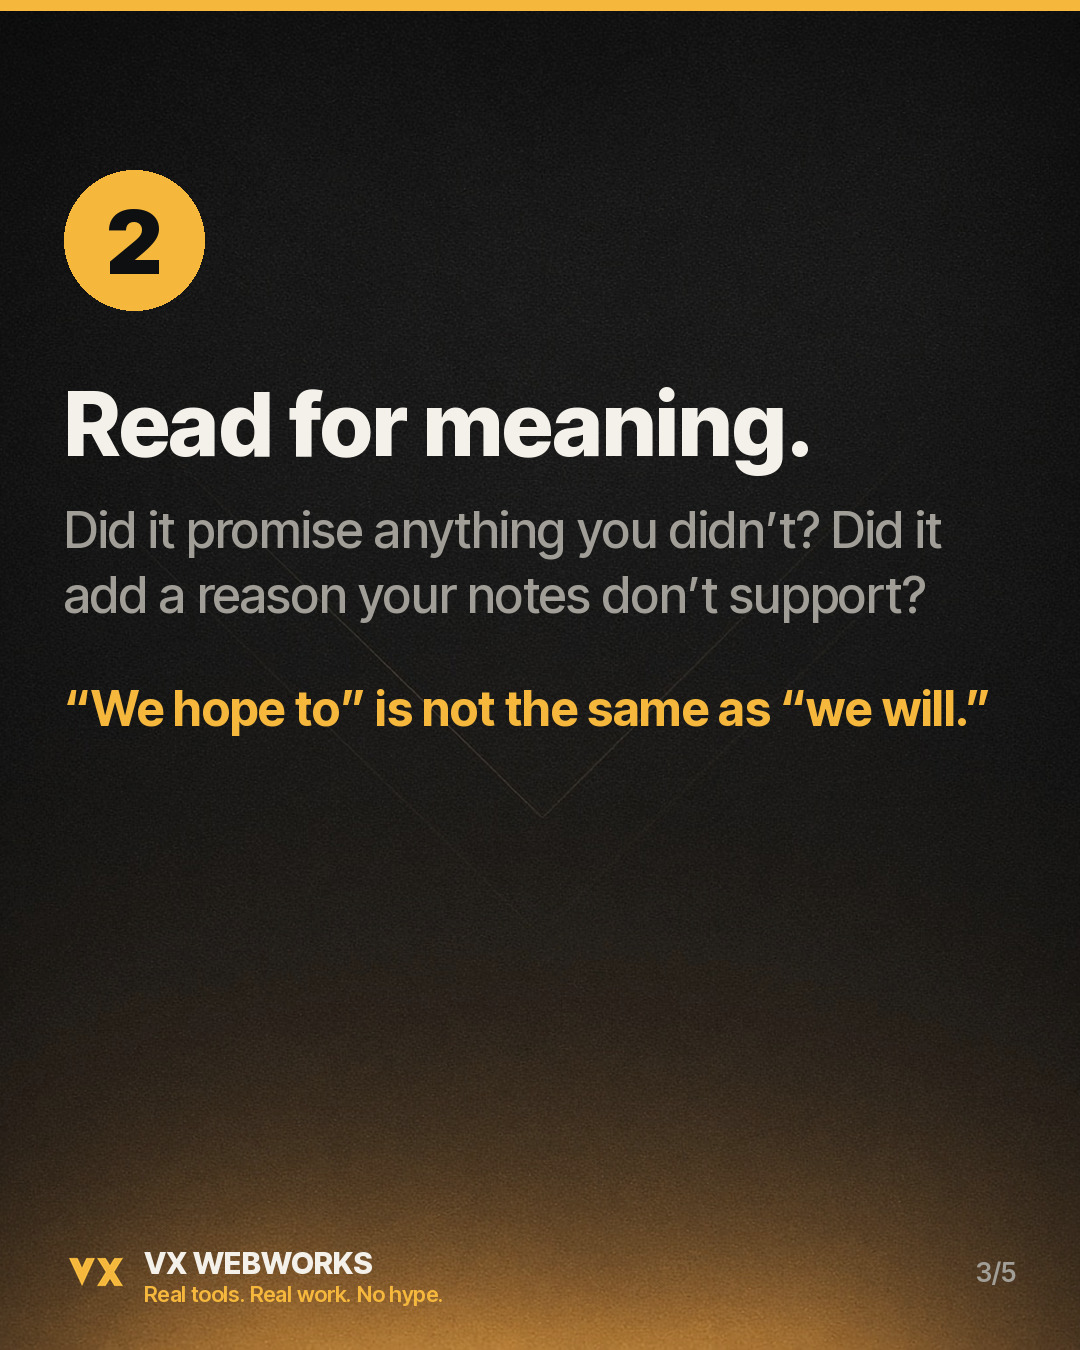 2
Read for meaning.
Did it promise anything you didn’t? Did it
add a reason your notes don’t support?
“We hope to” is not the same as “we will.”
VX
VX WEBWORKS
Real tools. Real work. No hype.
3/5